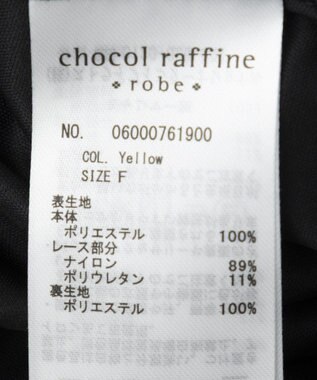 chocol raffine
robe
NO. 06000761900
COL. Yellow
SIZE F
表生地
本体
ポリエステル 100%
レース部分
ナイロン 89%
ポリウレタン 11%
裏生地
ポリエステル 100%